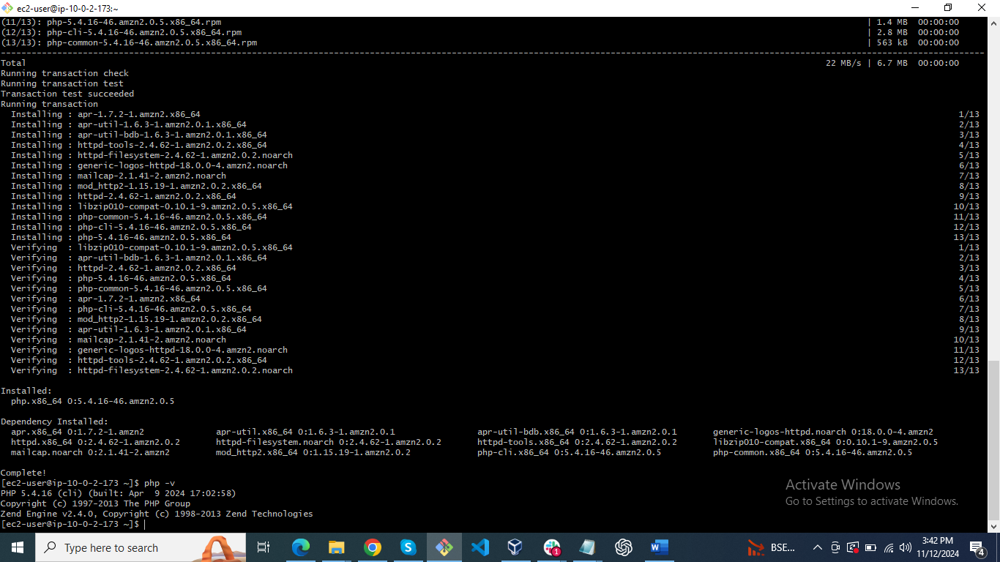 ec2-user@ip-10-0-2-173:~
(11/13): php-5.4.16-46.amzn2.0.5.x86_64.rpm | 1.4 MB 00:00:00
(12/13): php-cli-5.4.16-46.amzn2.0.5.x86_64.rpm | 2.8 MB 00:00:00
(13/13): php-common-5.4.16-46.amzn2.0.5.x86_64.rpm | 563 kB 00:00:00
Total 22 MB/s | 6.7 MB 00:00:00
Running transaction check
Running transaction test
Transaction test succeeded
Running transaction
Installing : apr-1.7.2-1.amzn2.x86_64 1/13
Installing : apr-util-1.6.3-1.amzn2.0.1.x86_64 2/13
Installing : apr-util-bdb-1.6.3-1.amzn2.0.1.x86_64 3/13
Installing : httpd-tools-2.4.62-1.amzn2.0.2.x86_64 4/13
Installing : httpd-filesystem-2.4.62-1.amzn2.0.2.noarch 5/13
Installing : generic-logos-httpd-18.0.0-4.amzn2.noarch 6/13
Installing : mailcap-2.1.41-2.amzn2.noarch 7/13
Installing : mod_http2-1.15.19-1.amzn2.0.2.x86_64 8/13
Installing : httpd-2.4.62-1.amzn2.0.2.x86_64 9/13
Installing : libzip010-compat-0.10.1-9.amzn2.0.5.x86_64 10/13
Installing : php-common-5.4.16-46.amzn2.0.5.x86_64 11/13
Installing : php-cli-5.4.16-46.amzn2.0.5.x86_64 12/13
Installing : php-5.4.16-46.amzn2.0.5.x86_64 13/13
Verifying : libzip010-compat-0.10.1-9.amzn2.0.5.x86_64 1/13
Verifying : apr-util-bdb-1.6.3-1.amzn2.0.1.x86_64 2/13
Verifying : httpd-2.4.62-1.amzn2.0.2.x86_64 3/13
Verifying : php-5.4.16-46.amzn2.0.5.x86_64 4/13
Verifying : php-common-5.4.16-46.amzn2.0.5.x86_64 5/13
Verifying : apr-1.7.2-1.amzn2.x86_64 6/13
Verifying : php-cli-5.4.16-46.amzn2.0.5.x86_64 7/13
Verifying : mod_http2-1.15.19-1.amzn2.0.2.x86_64 8/13
Verifying : apr-util-1.6.3-1.amzn2.0.1.x86_64 9/13
Verifying : mailcap-2.1.41-2.amzn2.noarch 10/13
Verifying : generic-logos-httpd-18.0.0-4.amzn2.noarch 11/13
Verifying : httpd-tools-2.4.62-1.amzn2.0.2.x86_64 12/13
Verifying : httpd-filesystem-2.4.62-1.amzn2.0.2.noarch 13/13
Installed:
php.x86_64 0:5.4.16-46.amzn2.0.5
Dependency Installed:
apr.x86_64 0:1.7.2-1.amzn2 apr-util.x86_64 0:1.6.3-1.amzn2.0.1 apr-util-bdb.x86_64 0:1.6.3-1.amzn2.0.1 generic-logos-httpd.noarch 0:18.0.0-4.amzn2
httpd.x86_64 0:2.4.62-1.amzn2.0.2 httpd-filesystem.noarch 0:2.4.62-1.amzn2.0.2 httpd-tools.x86_64 0:2.4.62-1.amzn2.0.2 libzip010-compat.x86_64 0:0.10.1-9.amzn2.0.5
mailcap.noarch 0:2.1.41-2.amzn2 mod_http2.x86_64 0:1.15.19-1.amzn2.0.2 php-cli.x86_64 0:5.4.16-46.amzn2.0.5 php-common.x86_64 0:5.4.16-46.amzn2.0.5
Complete!
[ec2-user@ip-10-0-2-173 ~]$ php -v
PHP 5.4.16 (cli) (built: Apr  9 2024 17:02:58)
Copyright (c) 1997-2013 The PHP Group
Zend Engine v2.4.0, Copyright (c) 1998-2013 Zend Technologies
[ec2-user@ip-10-0-2-173 ~]$
Activate Windows
Go to Settings to activate Windows.
Type here to search
1
BSE...
3:42 PM
11/12/2024
4